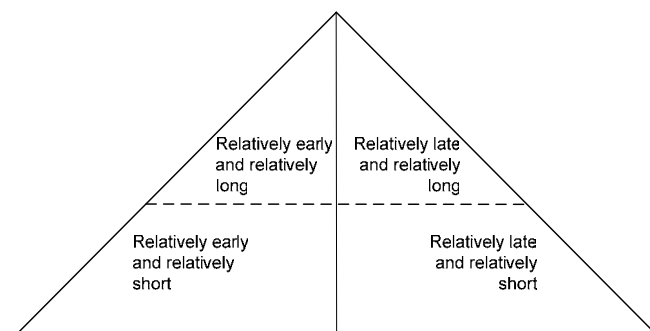 Relatively early
and relatively
long
Relatively late
and relatively
long
Relatively early
and relatively
short
Relatively late
and relatively
short